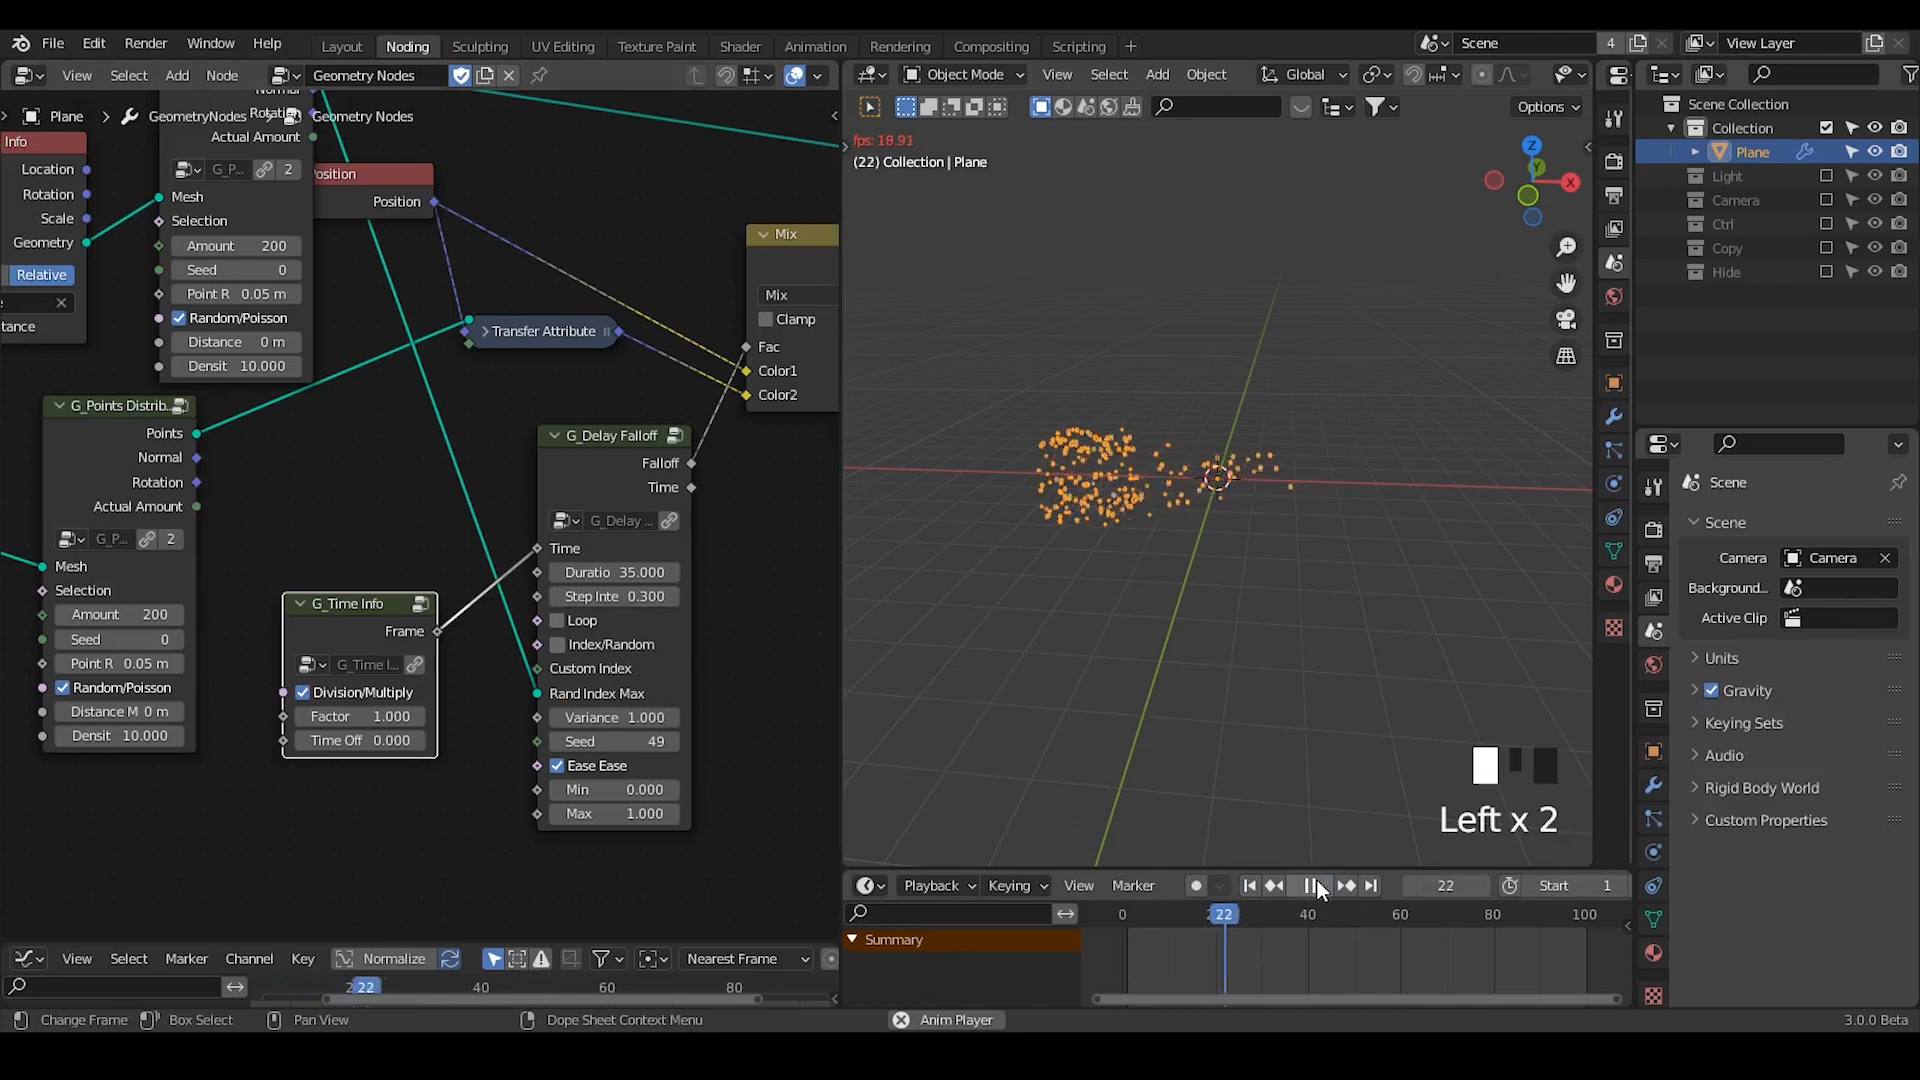 File Edit Render Window Help
Layout Noding Sculpting UV Editing Texture Paint Shader Animation Rendering Compositing Scripting +
Scene 4 View Layer
View Select Add Node Geometry Nodes
Plane GeometryNodes Geometry Nodes
Info
Location
Rotation
Scale
Geometry
Relative
Actual Amount
G_P... 2
Mesh
Selection
Amount 200
Seed 0
Point R 0.05 m
Random/Poisson
Distance 0 m
Densit 10.000
Position
Transfer Attribute
Mix
Mix
Clamp
Fac
Color1
Color2
G_Points Distrib..
Points
Normal
Rotation
Actual Amount
G_P... 2
Mesh
Selection
Amount 200
Seed 0
Point R 0.05 m
Random/Poisson
Distance M 0 m
Densit 10.000
G_Time Info
Frame
G_Time I...
Division/Multiply
Factor 1.000
Time Off 0.000
G_Delay Falloff
Falloff
Time
G_Delay ...
Time
Duratio 35.000
Step Inte 0.300
Loop
Index/Random
Custom Index
Rand Index Max
Variance 1.000
Seed 49
Ease Ease
Min 0.000
Max 1.000
Object Mode View Select Add Object Global
Options
fps: 18.91
(22) Collection | Plane
Z
Y
X
Left x 2
Scene Collection
Collection
Plane
Light
Camera
Ctrl
Copy
Hide
Scene
Scene
Camera Camera
Background...
Active Clip
Units
Gravity
Keying Sets
Audio
Rigid Body World
Custom Properties
Playback Keying View Marker 22 Start 1
0 22 40 60 80 100
Summary
View Select Marker Channel Key Normalize Nearest Frame
22 40 60 80
Change Frame Box Select Pan View Dope Sheet Context Menu Anim Player 3.0.0 Beta